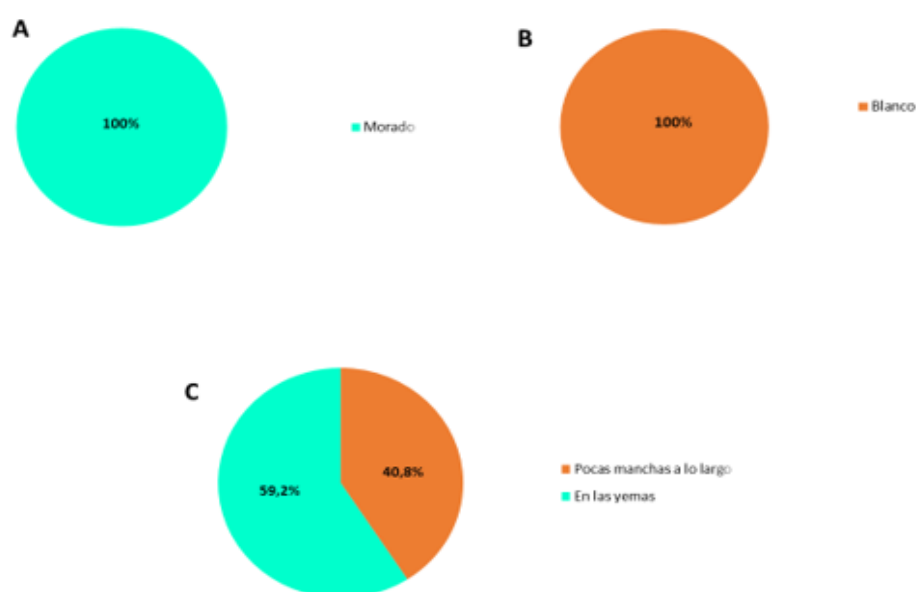 A
100%
Morado
B
100%
Blanco
C
40,8%
59,2%
Pocas manchas a lo largo
En las yemas